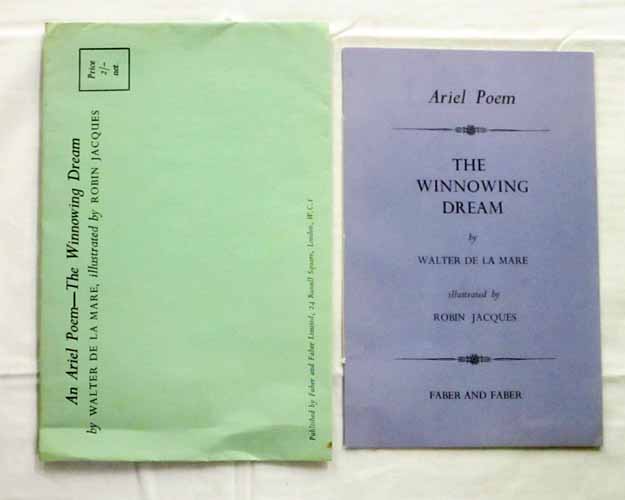 Price
2/-
net
An Ariel Poem—The Winnowing Dream
by WALTER DE LA MARE, illustrated by ROBIN JACQUES
Published by Faber and Faber Limited, 24 Russell Square, London, W.C.1
Ariel Poem
THE
WINNOWING
DREAM
by
WALTER DE LA MARE
illustrated by
ROBIN JACQUES
FABER AND FABER